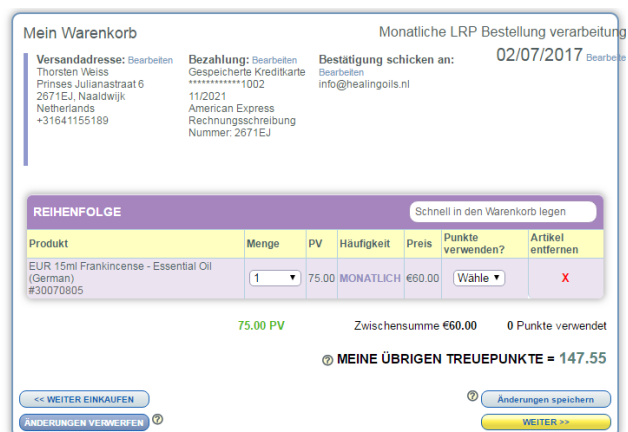 Mein Warenkorb
Monatliche LRP Bestellung verarbeitung
Versandadresse: Bearbeiten
Thorsten Weiss
Prinses Julianastraat 6
2671EJ, Naaldwijk
Netherlands
+31641155189
Bezahlung: Bearbeiten
Gespeicherte Kreditkarte
************1002
11/2021
American Express
Rechnungsschreibung
Nummer: 2671EJ
Bestätigung schicken an:
Bearbeiten
info@healingoils.nl
02/07/2017 Bearbeite
REIHENFOLGE
Schnell in den Warenkorb legen
Produkt Menge PV Häufigkeit Preis Punkte verwenden? Artikel entfernen
EUR 15ml Frankincense - Essential Oil
(German)
#30070805
1 75.00 MONATLICH €60.00 Wähle X
75.00 PV Zwischensumme €60.00 0 Punkte verwendet
MEINE ÜBRIGEN TREUEPUNKTE = 147.55
<< WEITER EINKAUFEN
Änderungen speichern
ÄNDERUNGEN VERWERFEN
WEITER >>